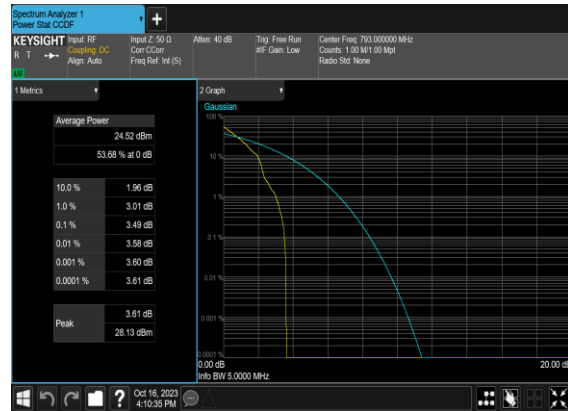 Spectrum Analyzer 1
Power Stat CCDF
+
KEYSIGHT
R T
LXI
Input: RF
Coupling: DC
Align: Auto
Input Z: 50 Ω
Corr CCorr
Freq Ref: Int (S)
Atten: 40 dB
Trig: Free Run
#IF Gain: Low
Center Freq: 793.000000 MHz
Counts: 1.00 M/1.00 Mpt
Radio Std: None
1 Metrics
Average Power
24.52 dBm
53.68 % at 0 dB
10.0 % 1.96 dB
1.0 % 3.01 dB
0.1 % 3.49 dB
0.01 % 3.58 dB
0.001 % 3.60 dB
0.0001 % 3.61 dB
Peak 3.61 dB
28.13 dBm
2 Graph
Gaussian
100 %
10 %
1 %
0.1 %
0.01 %
0.001 %
0.0001 %
0.00 dB 20.00 dB
Info BW 5.0000 MHz
?
Oct 16, 2023
4:10:35 PM